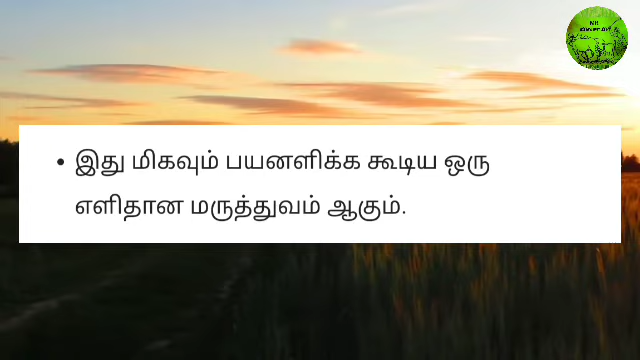 • இது மிகவும் பயனளிக்க கூடிய ஒரு
எளிதான மருத்துவம் ஆகும்.